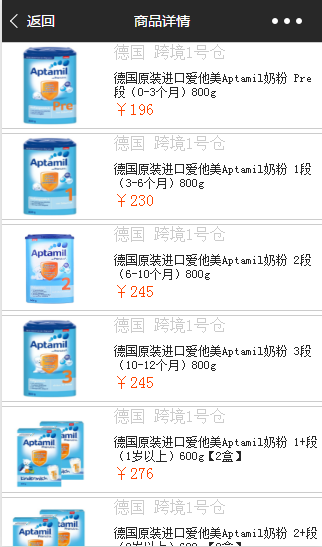 返回 商品详情
德国 跨境1号仓
Aptamil
Pre
德国原装进口爱他美Aptamil奶粉 Pre
段（0-3个月）800g
￥196
德国 跨境1号仓
Aptamil
1
德国原装进口爱他美Aptamil奶粉 1段
（3-6个月）800g
￥230
德国 跨境1号仓
Aptamil
2
德国原装进口爱他美Aptamil奶粉 2段
（6-10个月）800g
￥245
德国 跨境1号仓
Aptamil
3
德国原装进口爱他美Aptamil奶粉 3段
（10-12个月）800g
￥245
德国 跨境1号仓
Aptamil
Aptamil
德国原装进口爱他美Aptamil奶粉 1+段
（1岁以上）600g【2盒】
￥276
德国 跨境1号仓
Aptamil
Aptamil
德国原装进口爱他美Aptamil奶粉 2+段